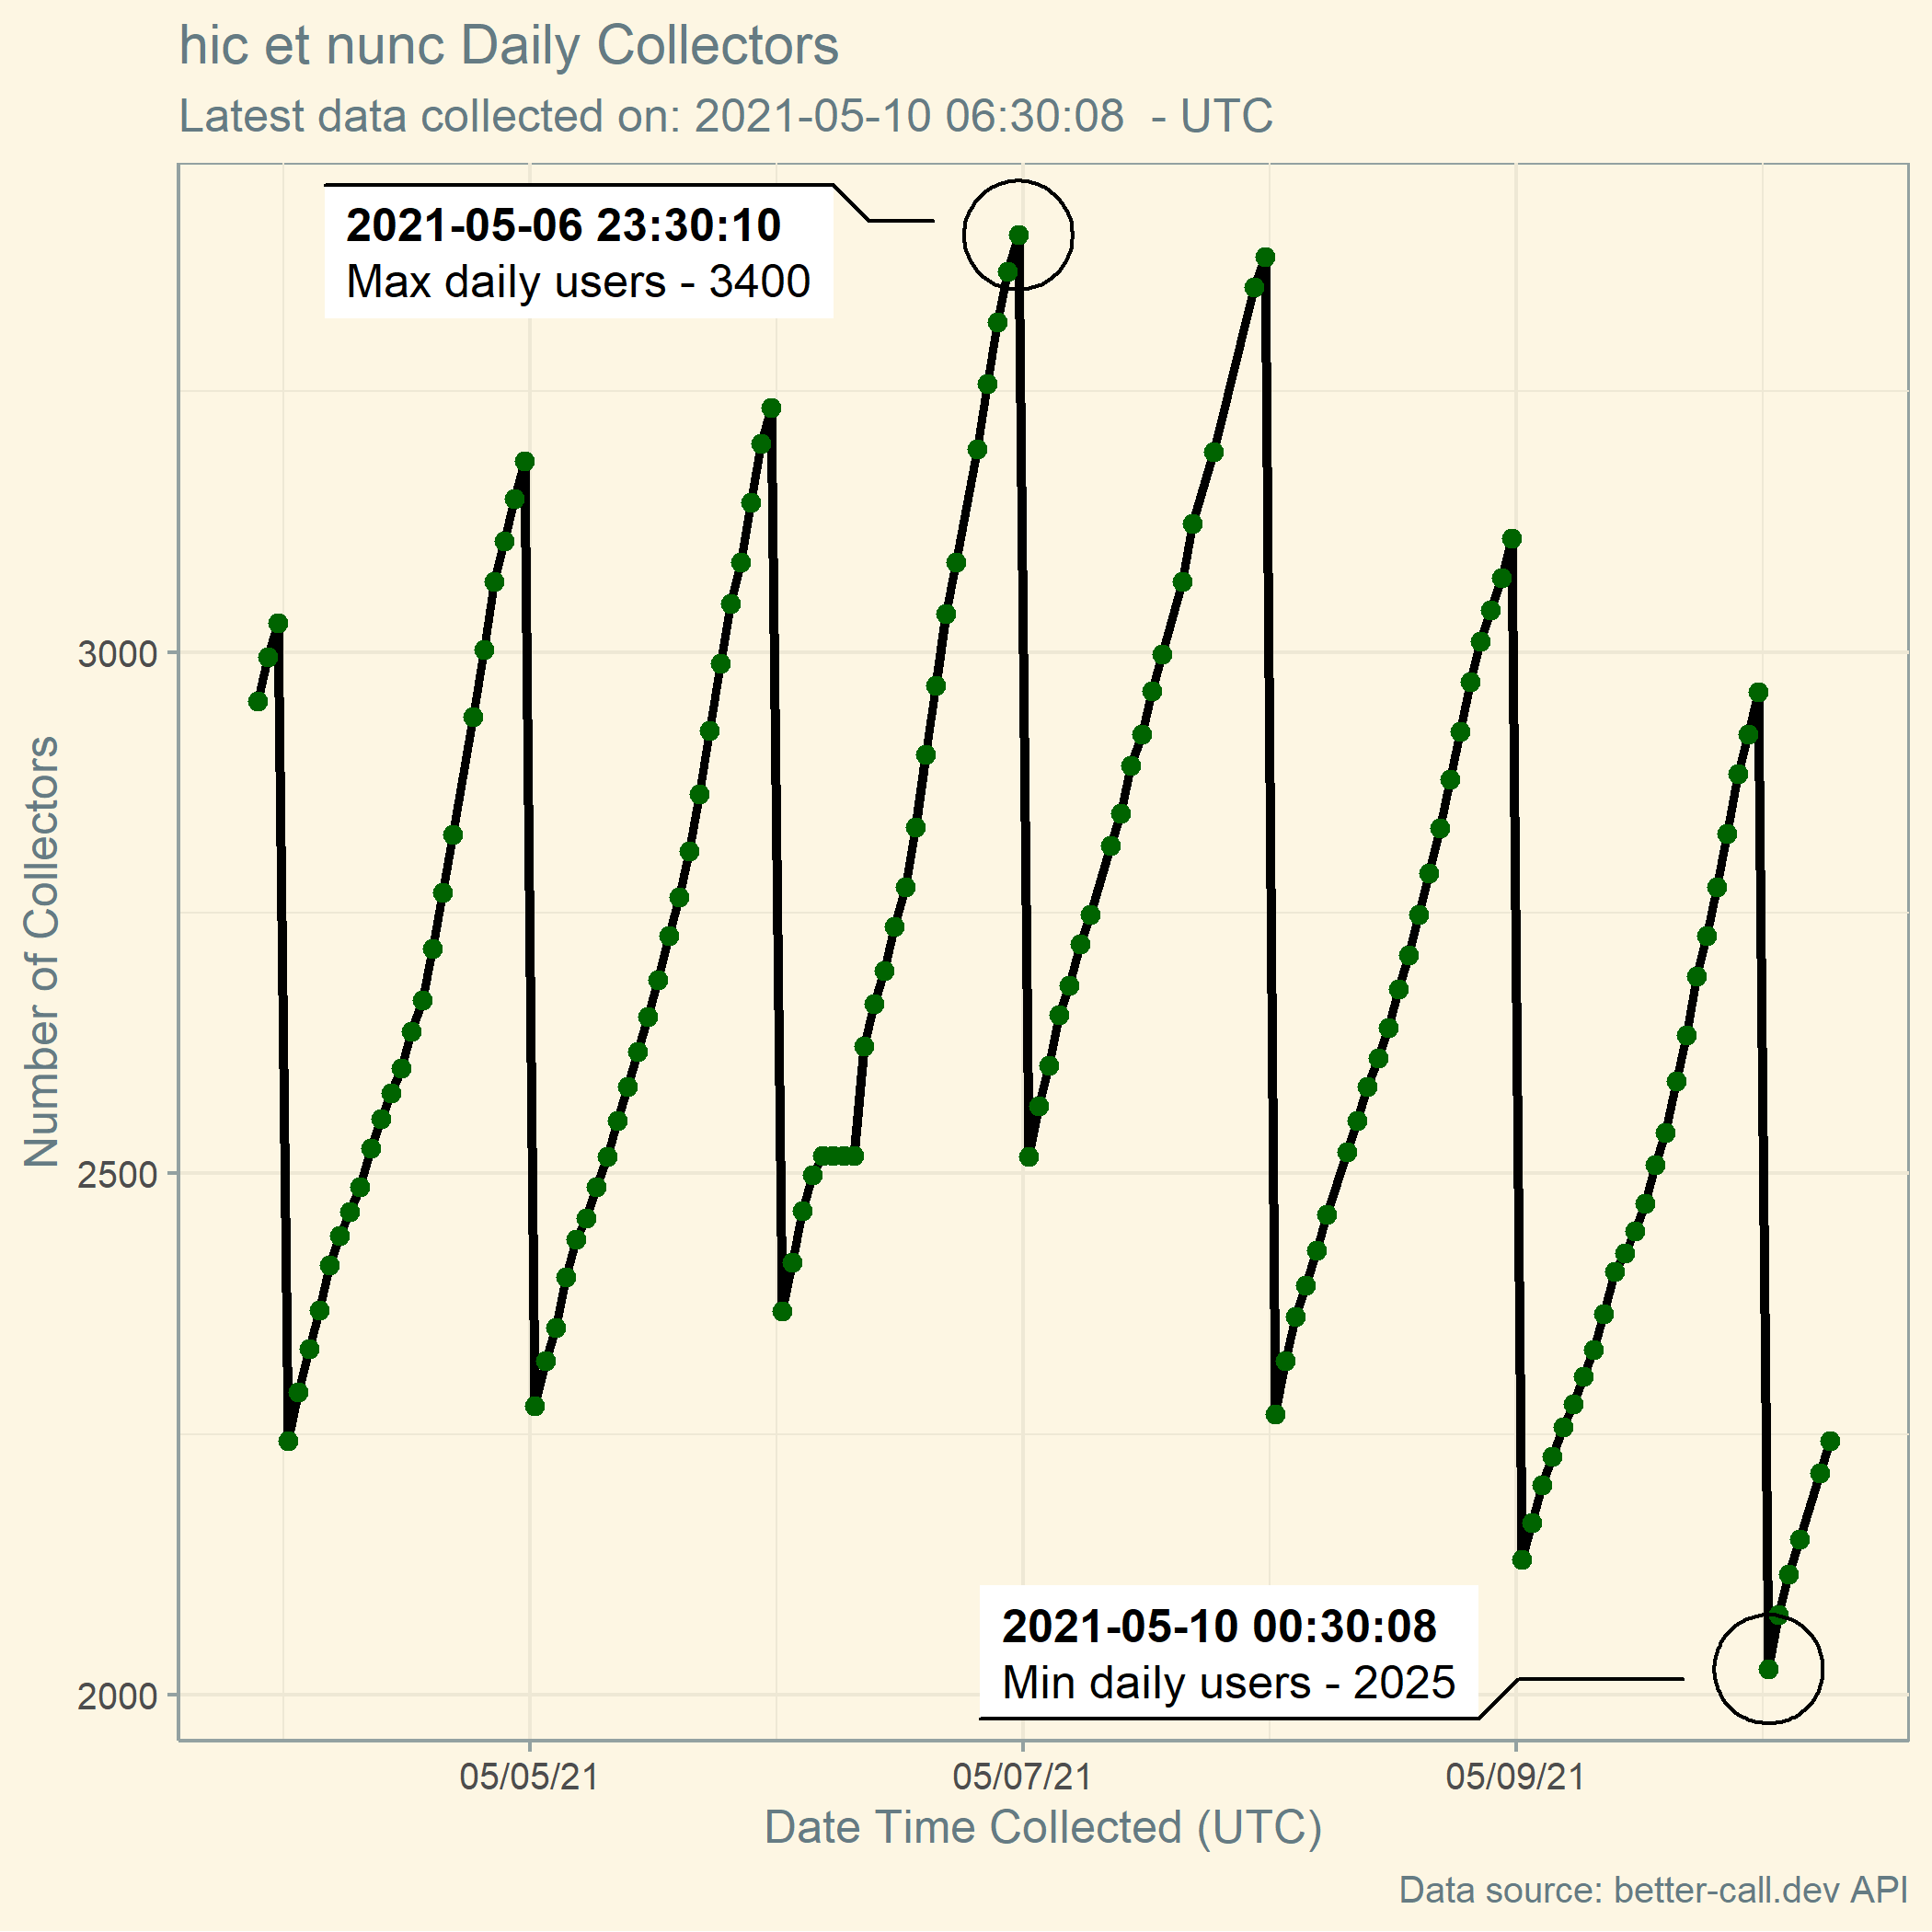 hic et nunc Daily Collectors
Latest data collected on: 2021-05-10 06:30:08  - UTC
2021-05-06 23:30:10
Max daily users - 3400
Number of Collectors
3000
2500
2000
2021-05-10 00:30:08
Min daily users - 2025
05/05/21
05/07/21
05/09/21
Date Time Collected (UTC)
Data source: better-call.dev API